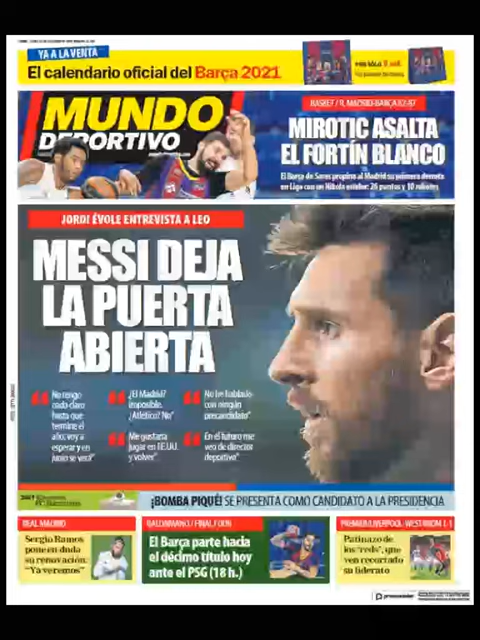 YA A LA VENTA
El calendario oficial del Barça 2021
POR SÓLO
MUNDO
DEPORTIVO
BASKET / R. MADRID-BARÇA 82-87
MIROTIC ASALTA
EL FORTÍN BLANCO
El Barça de Saras propina al Madrid su primera derrota
en Liga con un Nikola estelar: 26 puntos y 10 rebotes
JORDI ÉVOLE ENTREVISTA A LEO
MESSI DEJA
LA PUERTA
ABIERTA
“No tengo
nada claro
hasta que
termine el
año, voy a
esperar y en
junio se verá”
“¿El Madrid?
Imposible.
¿Atlético? No”
“Me gustaría
jugar en EE.UU.
y volver”
“No he hablado
con ningún
precandidato”
“En el futuro me
veo de director
deportivo”
¡BOMBA PIQUÉ! SE PRESENTA COMO CANDIDATO A LA PRESIDENCIA
REAL MADRID
Sergio Ramos
pone en duda
su renovación:
“Ya veremos”
BALONMANO / FINAL FOUR
El Barça parte hacia
el décimo título hoy
ante el PSG (18 h.)
PREMIER/LIVERPOOL-WEST BROM 1-1
Patinazo de
los ‘reds’, que
ven recortado
su liderato